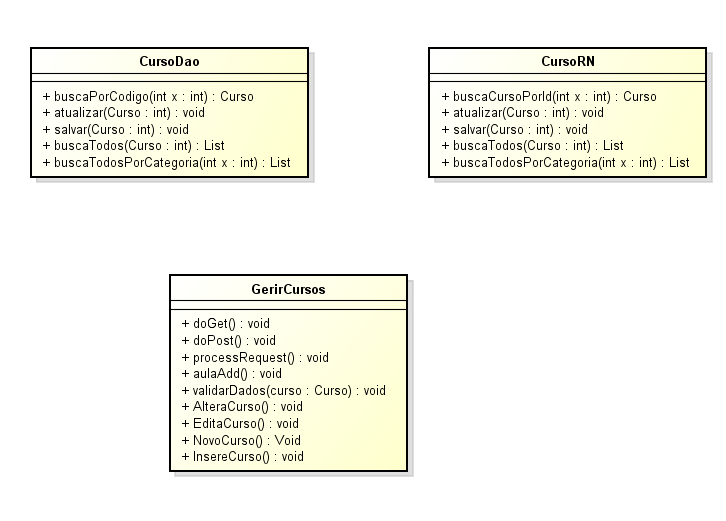 CursoDao
+ buscaPorCodigo(int x : int) : Curso
+ atualizar(Curso : int) : void
+ salvar(Curso : int) : void
+ buscaTodos(Curso : int) : List
+ buscaTodosPorCategoria(int x : int) : List
CursoRN
+ buscaCursoPorId(int x : int) : Curso
+ atualizar(Curso : int) : void
+ salvar(Curso : int) : void
+ buscaTodos(Curso : int) : List
+ buscaTodosPorCategoria(int x : int) : List
GerirCursos
+ doGet() : void
+ doPost() : void
+ processRequest() : void
+ aulaAdd() : void
+ validarDados(curso : Curso) : void
+ AlteraCurso() : void
+ EditaCurso() : void
+ NovoCurso() : Void
+ InsereCurso() : void